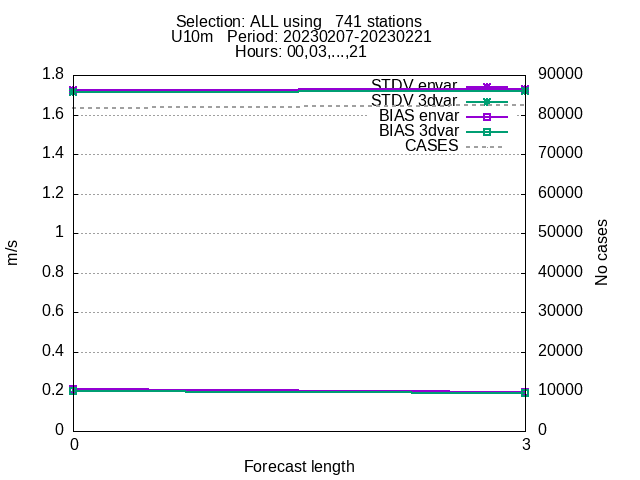 Selection: ALL using   741 stations
U10m   Period: 20230207-20230221
Hours: 00,03,...,21
1.8
1.6
1.4
1.2
1
0.8
0.6
0.4
0.2
0
m/s
STDV envar
STDV 3dvar
BIAS envar
BIAS 3dvar
CASES
90000
80000
70000
60000
50000
40000
30000
20000
10000
0
No cases
0
3
Forecast length